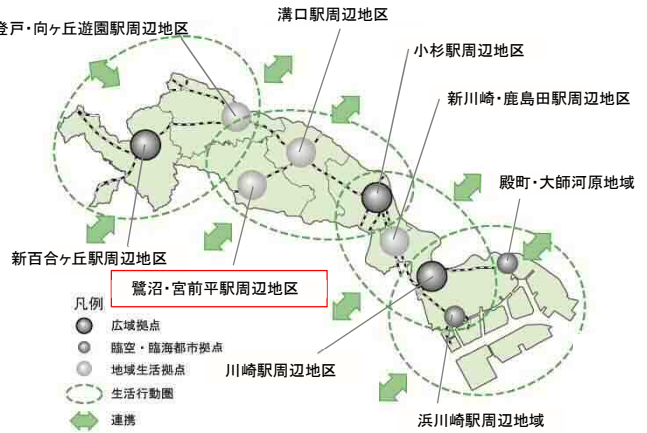 溝口駅周辺地区
登戸・向ヶ丘遊園駅周辺地区
小杉駅周辺地区
新川崎・鹿島田駅周辺地区
殿町・大師河原地域
新百合ヶ丘駅周辺地区
鷺沼・宮前平駅周辺地区
凡例
広域拠点
臨空・臨海都市拠点
地域生活拠点
川崎駅周辺地区
生活行動圏
連携
浜川崎駅周辺地域